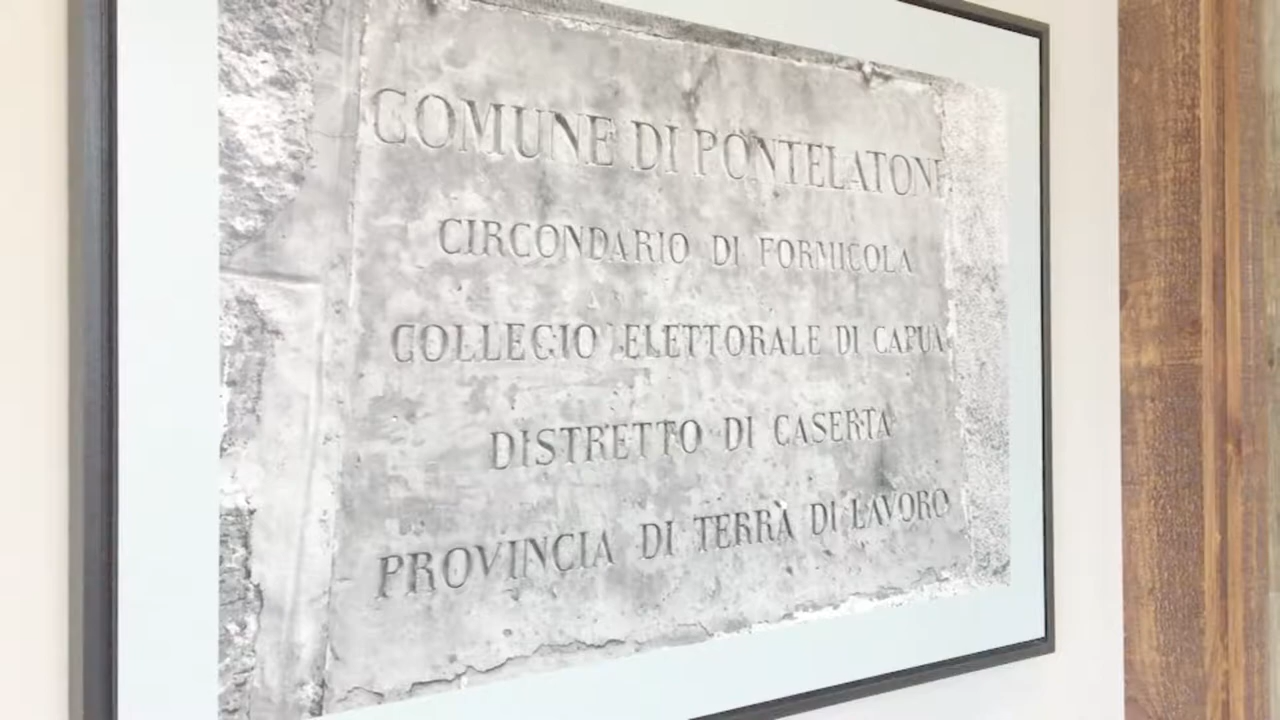 COMUNE DI PONTELATONE
CIRCONDARIO DI FORMICOLA
COLLEGIO ELETTORALE DI CAPUA
DISTRETTO DI CASERTA
PROVINCIA DI TERRA DI LAVORO